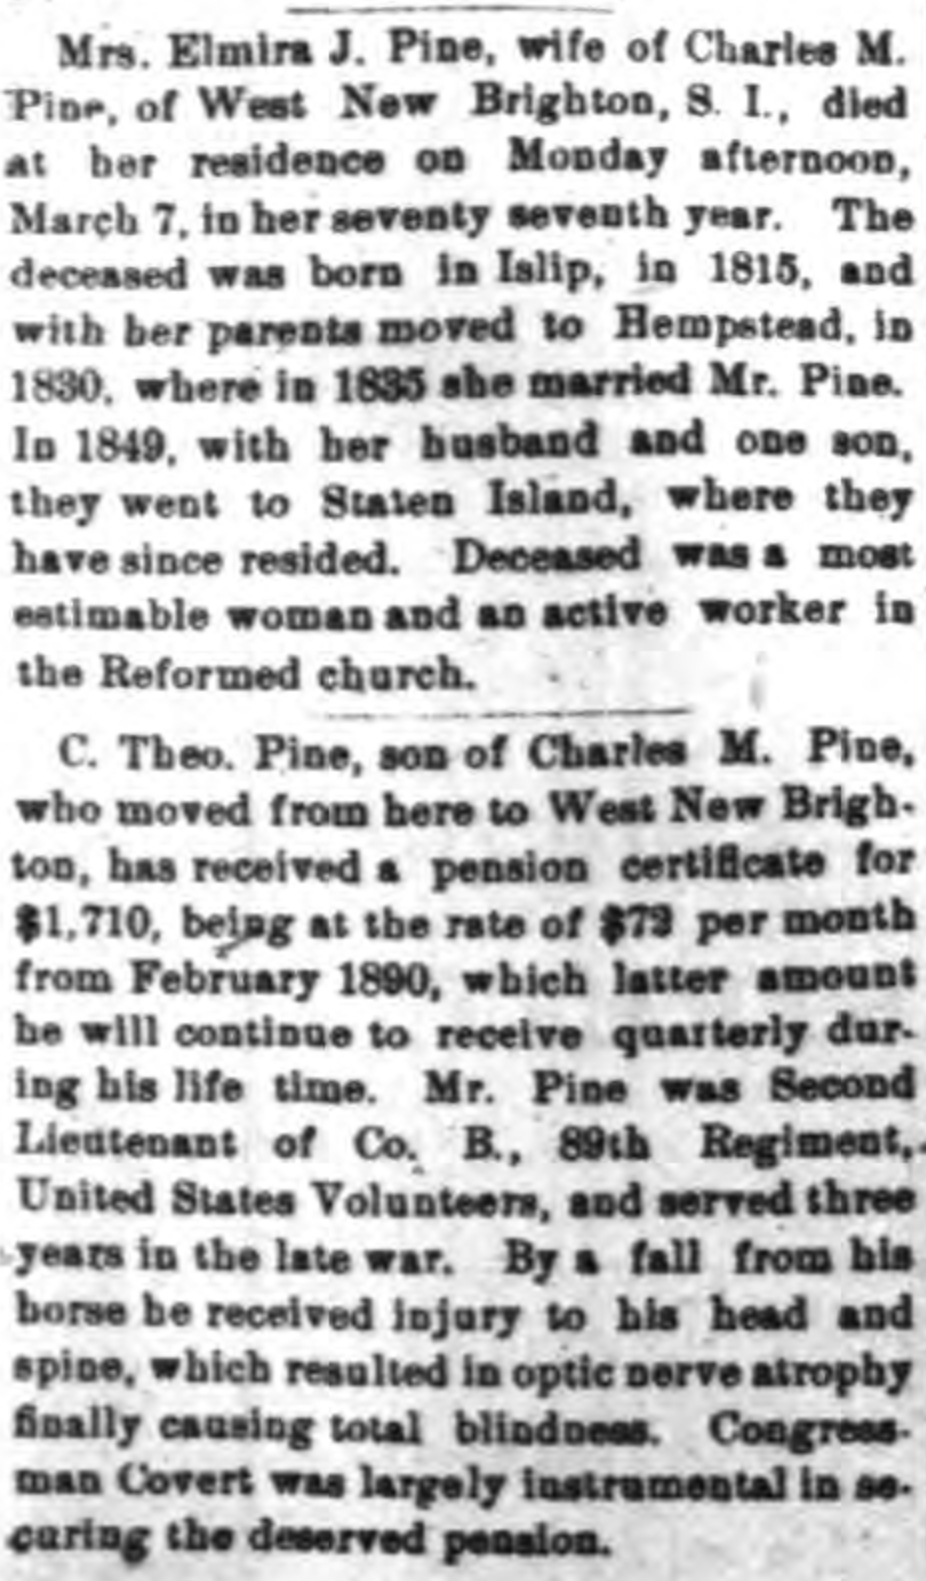 Mrs. Elmira J. Pine, wife of Charles M.
Pine, of West New Brighton, S. I., died
at her residence on Monday afternoon,
March 7, in her seventy seventh year. The
deceased was born in Islip, in 1815, and
with her parents moved to Hempstead, in
1830, where in 1835 she married Mr. Pine.
In 1849, with her husband and one son,
they went to Staten Island, where they
have since resided. Deceased was a most
estimable woman and an active worker in
the Reformed church.
C. Theo. Pine, son of Charles M. Pine,
who moved from here to West New Brigh-
ton, has received a pension certificate for
$1,710, being at the rate of $72 per month
from February 1890, which latter amount
he will continue to receive quarterly dur-
ing his life time. Mr. Pine was Second
Lieutenant of Co. B., 89th Regiment,
United States Volunteers, and served three
years in the late war. By a fall from his
horse he received injury to his head and
spine, which resulted in optic nerve atrophy
finally causing total blindness. Congress-
man Covert was largely instrumental in se-
curing the deserved pension.